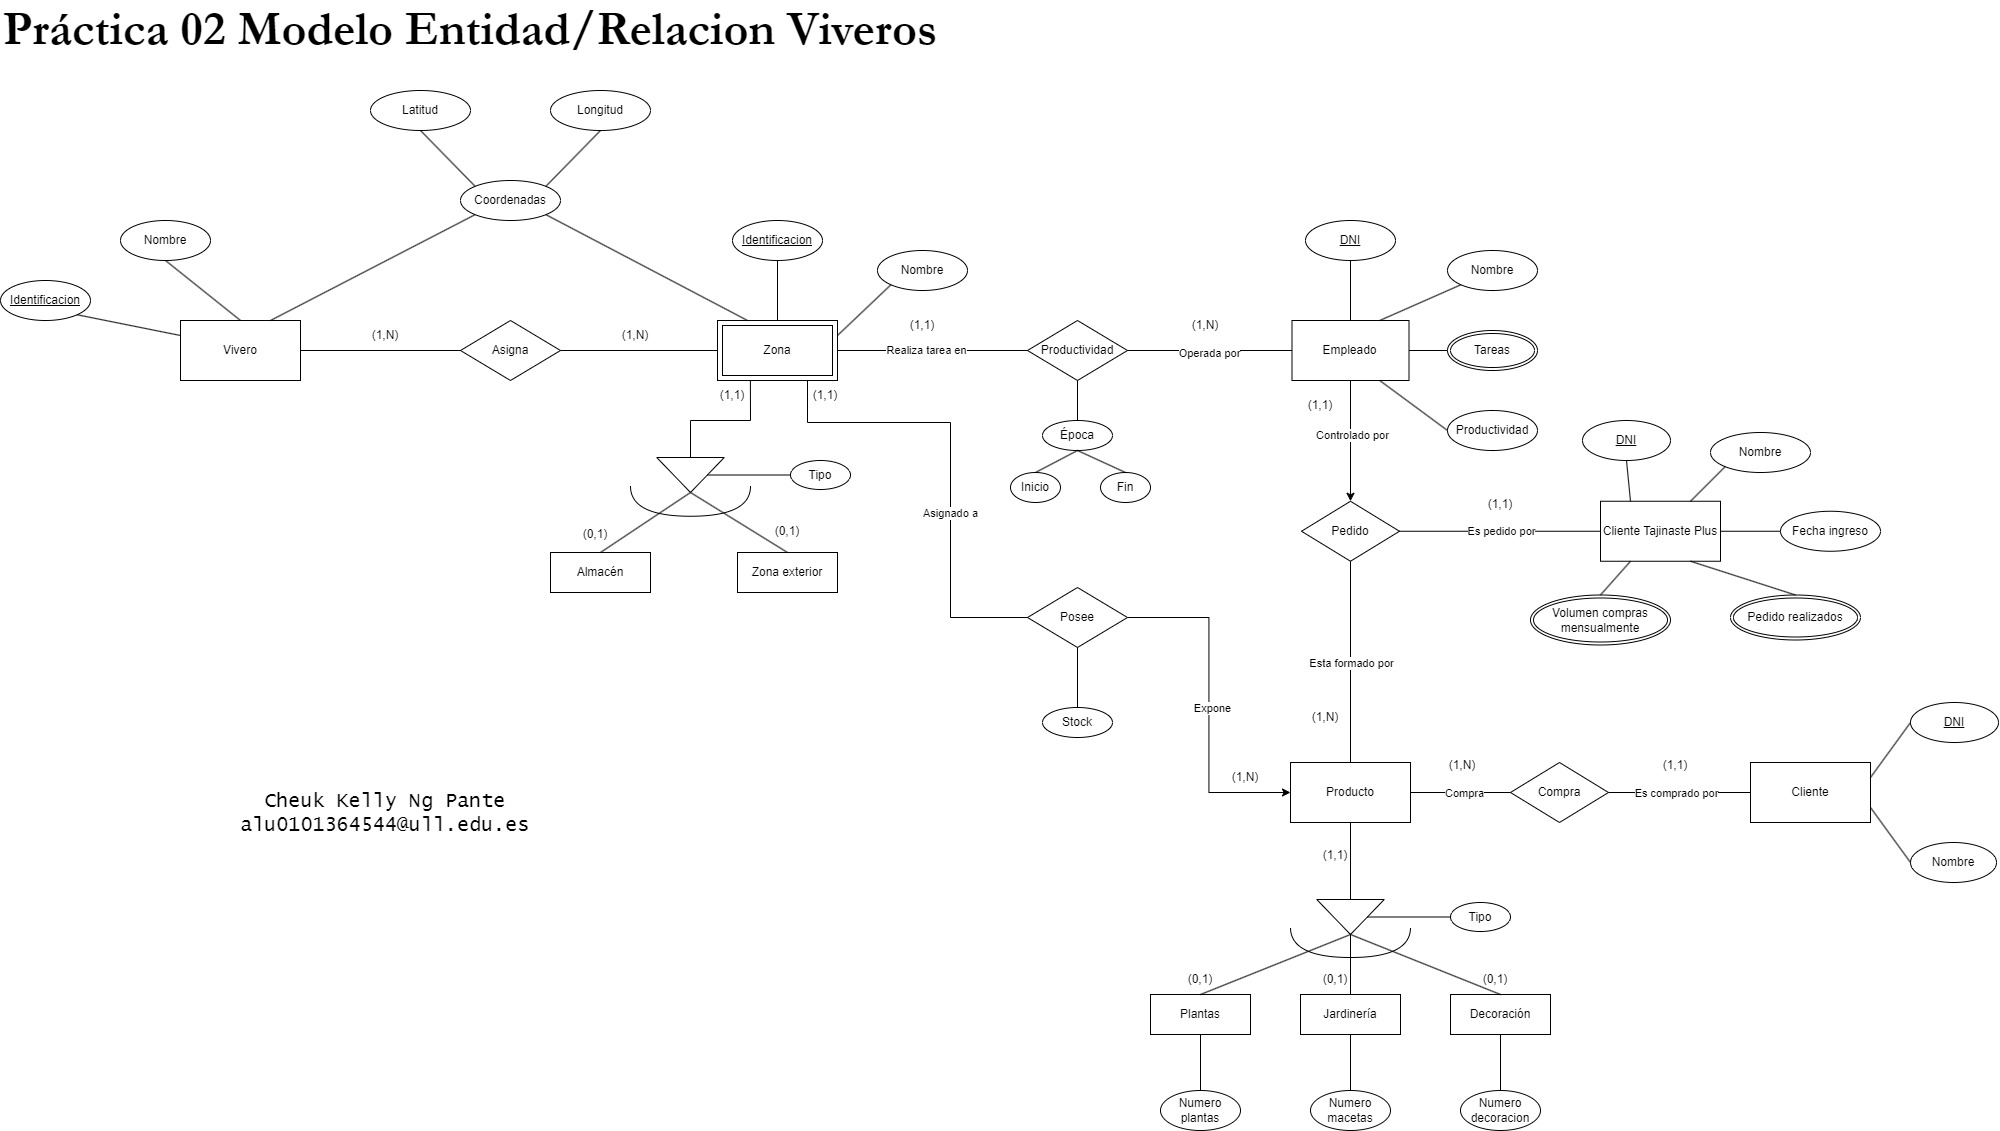 Práctica 02 Modelo Entidad/Relacion Viveros
Latitud
Longitud
Coordenadas
Nombre
Identificacion
Identificacion
Nombre
DNI
Nombre
Vivero
(1,N)
Asigna
(1,N)
Zona
(1,1)
Realiza tarea en
Productividad
(1,N)
Operada por
Empleado
Tareas
(1,1)
(1,1)
(1,1)
Controlado por
Productividad
Época
Inicio
Fin
Tipo
DNI
Nombre
Asignado a
(0,1)
(0,1)
Almacén
Zona exterior
Pedido
(1,1)
Es pedido por
Cliente Tajinaste Plus
Fecha ingreso
Volumen compras
mensualmente
Pedido realizados
Posee
Stock
Esta formado por
Expone
(1,N)
(1,N)
Producto
(1,N)
Compra
Compra
(1,1)
Es comprado por
Cliente
DNI
Nombre
Cheuk Kelly Ng Pante
alu0101364544@ull.edu.es
(1,1)
Tipo
(0,1)
(0,1)
(0,1)
Plantas
Jardinería
Decoración
Numero
plantas
Numero
macetas
Numero
decoracion